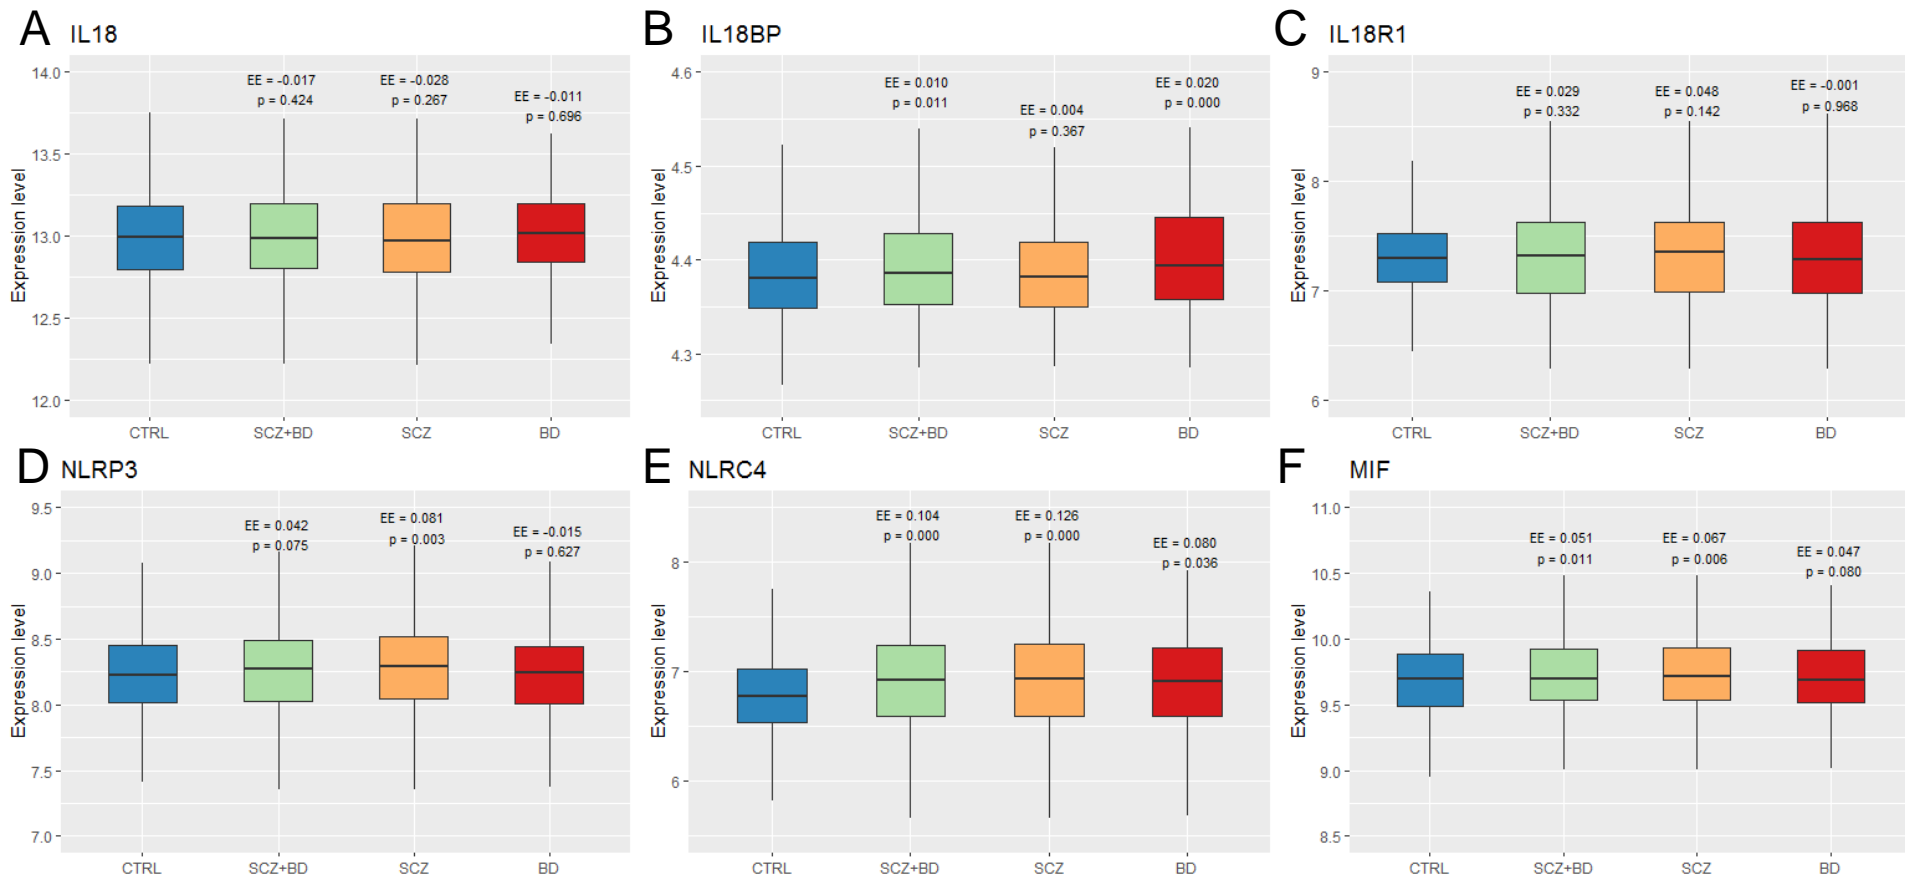 A IL18
14.0
13.5
13.0
12.5
12.0
Expression level
EE = -0.017
p = 0.424
EE = -0.028
p = 0.267
EE = -0.011
p = 0.696
CTRL SCZ+BD SCZ BD
B IL18BP
4.6
4.5
4.4
4.3
Expression level
EE = 0.010
p = 0.011
EE = 0.004
p = 0.367
EE = 0.020
p = 0.000
CTRL SCZ+BD SCZ BD
C IL18R1
9
8
7
6
Expression level
EE = 0.029
p = 0.332
EE = 0.048
p = 0.142
EE = -0.001
p = 0.968
CTRL SCZ+BD SCZ BD
D NLRP3
9.5
9.0
8.5
8.0
7.5
7.0
Expression level
EE = 0.042
p = 0.075
EE = 0.081
p = 0.003
EE = -0.015
p = 0.627
CTRL SCZ+BD SCZ BD
E NLRC4
8
7
6
Expression level
EE = 0.104
p = 0.000
EE = 0.126
p = 0.000
EE = 0.080
p = 0.036
CTRL SCZ+BD SCZ BD
F MIF
11.0
10.5
10.0
9.5
9.0
8.5
Expression level
EE = 0.051
p = 0.011
EE = 0.067
p = 0.006
EE = 0.047
p = 0.080
CTRL SCZ+BD SCZ BD